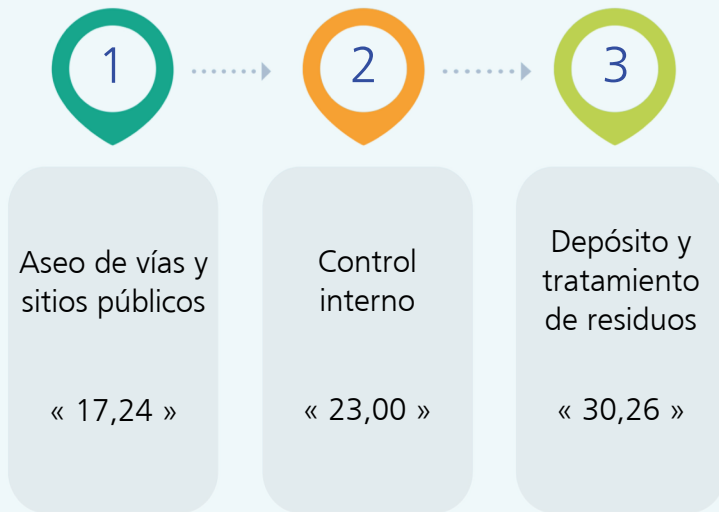 1
2
3
Aseo de vías y
sitios públicos
« 17,24 »
Control
interno
« 23,00 »
Depósito y
tratamiento
de residuos
« 30,26 »